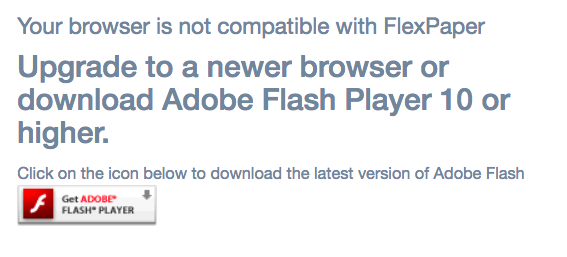 Your browser is not compatible with FlexPaper
Upgrade to a newer browser or
download Adobe Flash Player 10 or
higher.
Click on the icon below to download the latest version of Adobe Flash
Get ADOBE®
FLASH® PLAYER